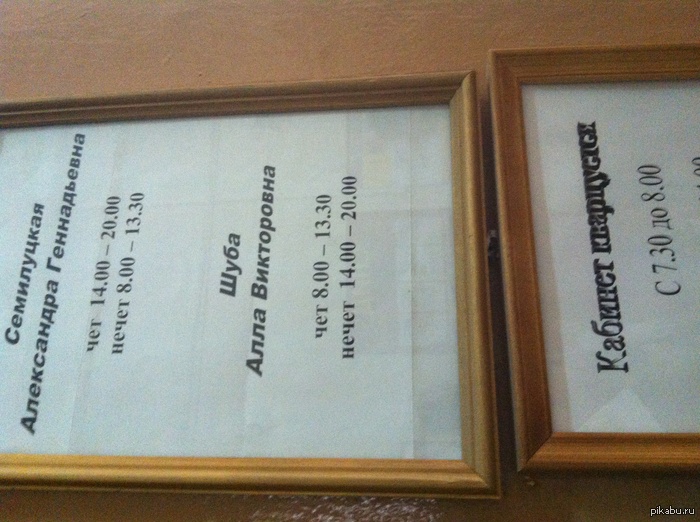 Семилуцкая
Александра Геннадьевна
чет 14.00 – 20.00
нечет 8.00 – 13.30
Шуба
Алла Викторовна
чет 8.00 – 13.30
нечет 14.00 – 20.00
Кабинет кварцуется
С 7.30 до 8.00
pikabu.ru